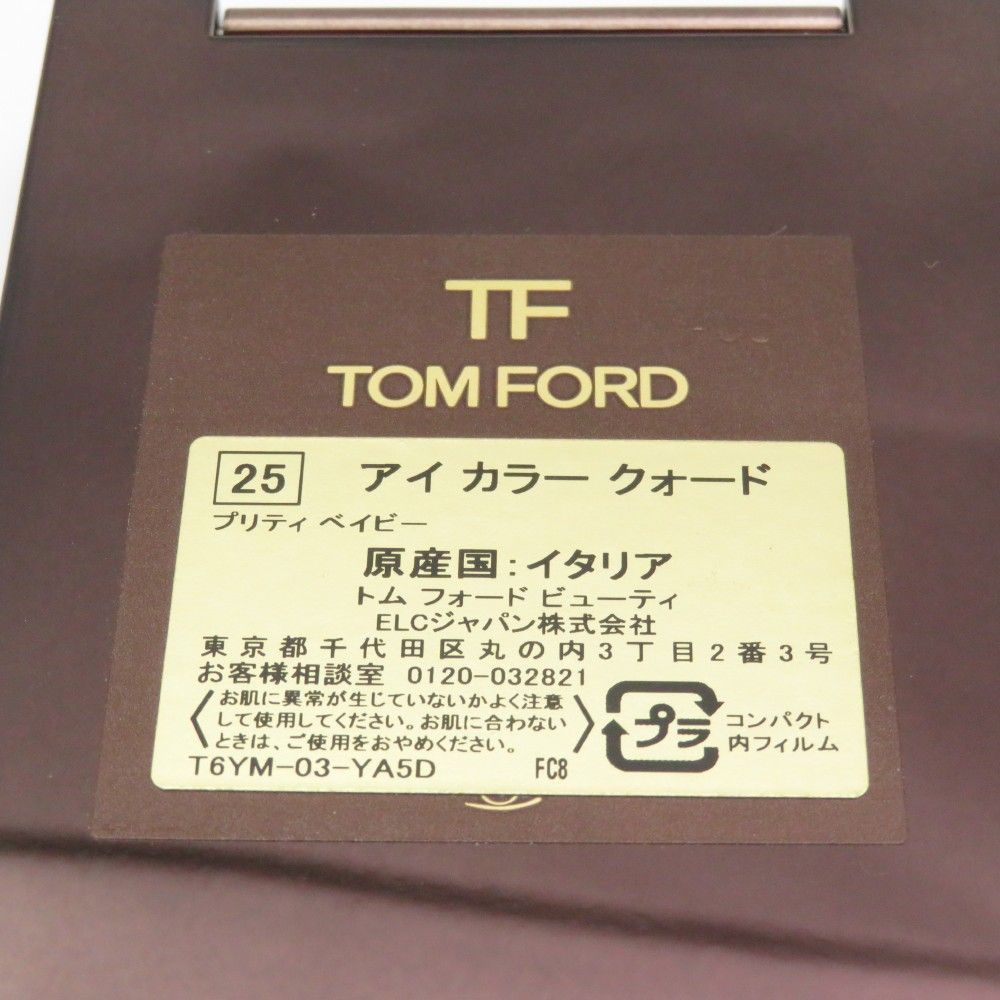 TF
TOM FORD
25 アイ カラー クォード
プリティ ベイビー
原産国:イタリア
トム フォード ビューティ
ELCジャパン株式会社
東京都千代田区丸の内3丁目2番3号
お客様相談室 0120-032821
〈お肌に異常が生じていないかよく注意
して使用してください。お肌に合わない
ときは、ご使用をおやめください。〉
プラ コンパクト
内フィルム
T6YM-03-YA5D FC8